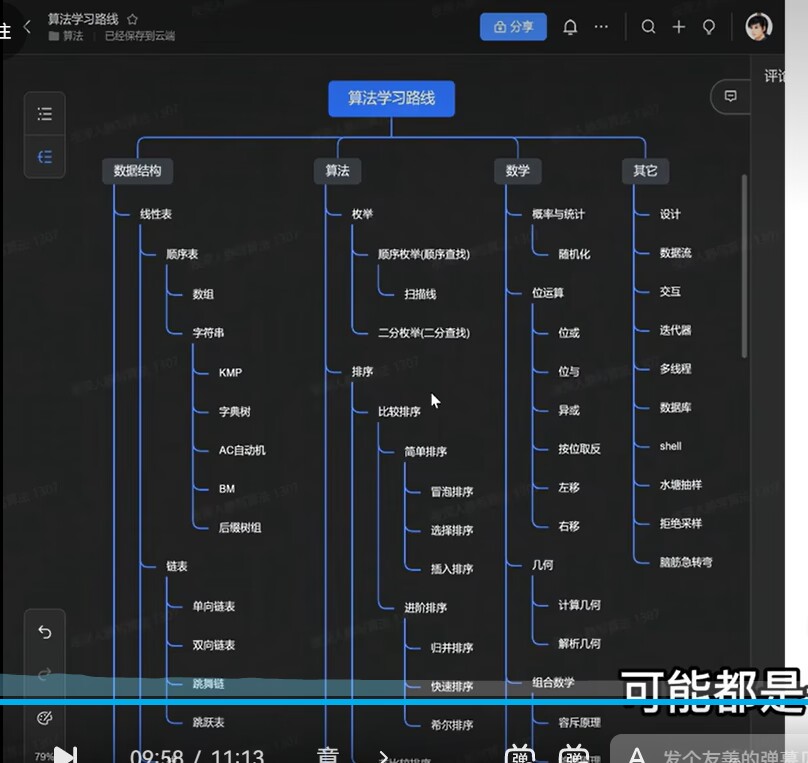 注
算法学习路线
算法 已经保存到云端
分享
评论
算法学习路线
数据结构
线性表
顺序表
数组
字符串
KMP
字典树
AC自动机
BM
后缀树组
链表
单向链表
双向链表
跳舞链
跳跃表
算法
枚举
顺序枚举(顺序查找)
扫描线
二分枚举(二分查找)
排序
比较排序
简单排序
冒泡排序
选择排序
插入排序
进阶排序
归并排序
快速排序
希尔排序
数学
概率与统计
随机化
位运算
位或
位与
异或
按位取反
左移
右移
几何
计算几何
解析几何
组合数学
容斥原理
其它
设计
数据流
交互
迭代器
多线程
数据库
shell
水塘抽样
拒绝采样
脑筋急转弯
79%
可能都是
09:58 / 11:13
弹
弹
A
发个友善的弹幕